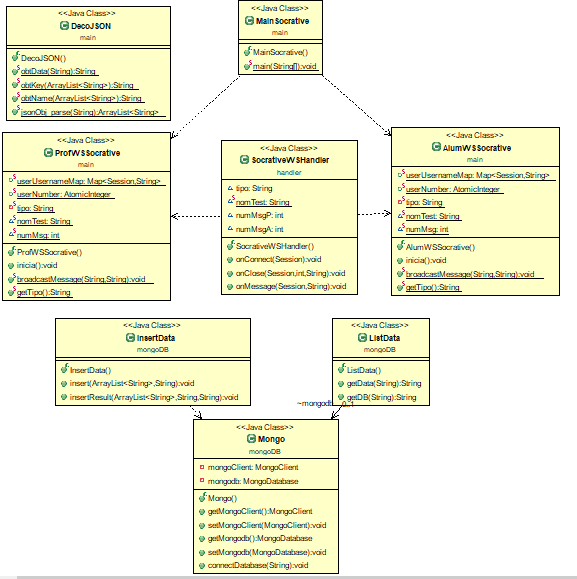 <<Java Class>>
DecoJSON
main
DecoJSON()
obtData(String):String
obtKey(ArrayList<String>):String
obtName(ArrayList<String>):String
jsonObj_parse(String):ArrayList<String>
<<Java Class>>
MainSocrative
main
MainSocrative()
main(String[]):void
<<Java Class>>
ProfWSSocrative
main
userUsernameMap: Map<Session,String>
userNumber: AtomicInteger
tipo: String
nomTest: String
numMsg: int
ProfWSSocrative()
inicia():void
broadcastMessage(String,String):void
getTipo():String
<<Java Class>>
SocrativeWSHandler
handler
tipo: String
nomTest: String
numMsgP: int
numMsgA: int
SocrativeWSHandler()
onConnect(Session):void
onClose(Session,int,String):void
onMessage(Session,String):void
<<Java Class>>
AlumWSSocrative
main
userUsernameMap: Map<Session,String>
userNumber: AtomicInteger
tipo: String
nomTest: String
numMsg: int
AlumWSSocrative()
inicia():void
broadcastMessage(String,String):void
getTipo():String
<<Java Class>>
InsertData
mongoDB
InsertData()
insert(ArrayList<String>,String):void
insertResult(ArrayList<String>,String,String):void
<<Java Class>>
ListData
mongoDB
ListData()
getData(String):String
getDB(String):String
~mongodb
0..1
<<Java Class>>
Mongo
mongoDB
mongoClient: MongoClient
mongodb: MongoDatabase
Mongo()
getMongoClient():MongoClient
setMongoClient(MongoClient):void
getMongodb():MongoDatabase
setMongodb(MongoDatabase):void
connectDatabase(String):void